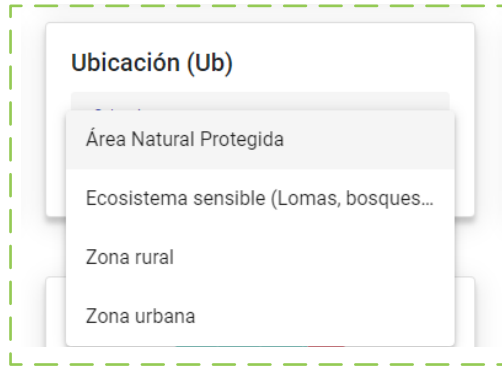 Ubicación (Ub)
Área Natural Protegida
Ecosistema sensible (Lomas, bosques...
Zona rural
Zona urbana